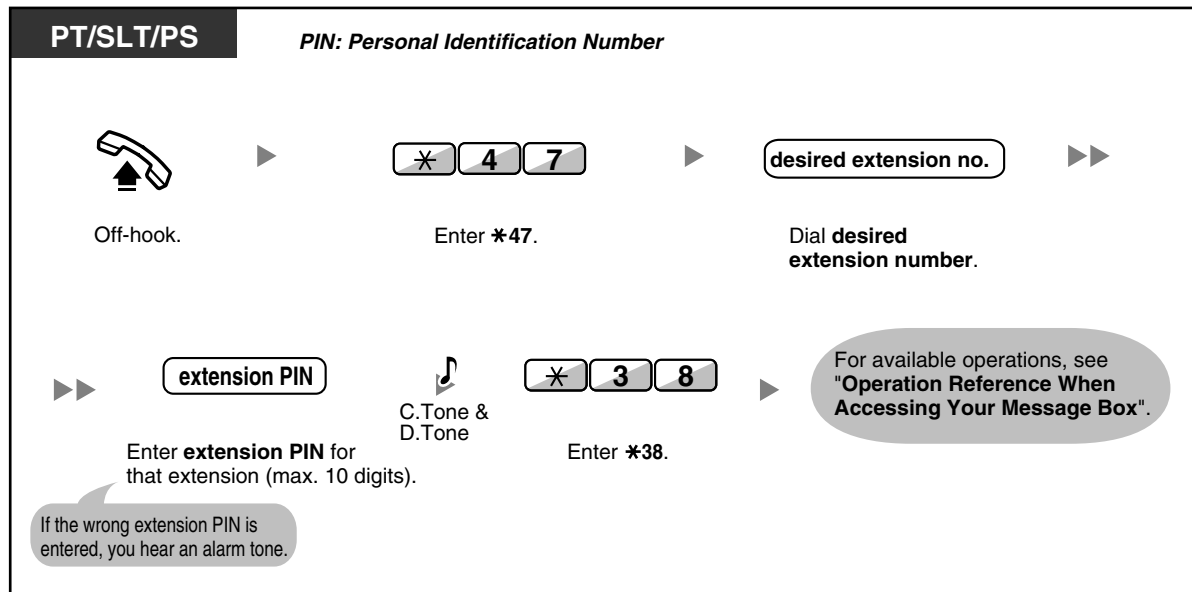 PT/SLT/PS
PIN: Personal Identification Number
* 4 7
desired extension no.
Off-hook.
Enter *47.
Dial desired
extension number.
extension PIN
C.Tone &
D.Tone
* 3 8
For available operations, see
"Operation Reference When
Accessing Your Message Box".
Enter extension PIN for
that extension (max. 10 digits).
Enter *38.
If the wrong extension PIN is
entered, you hear an alarm tone.